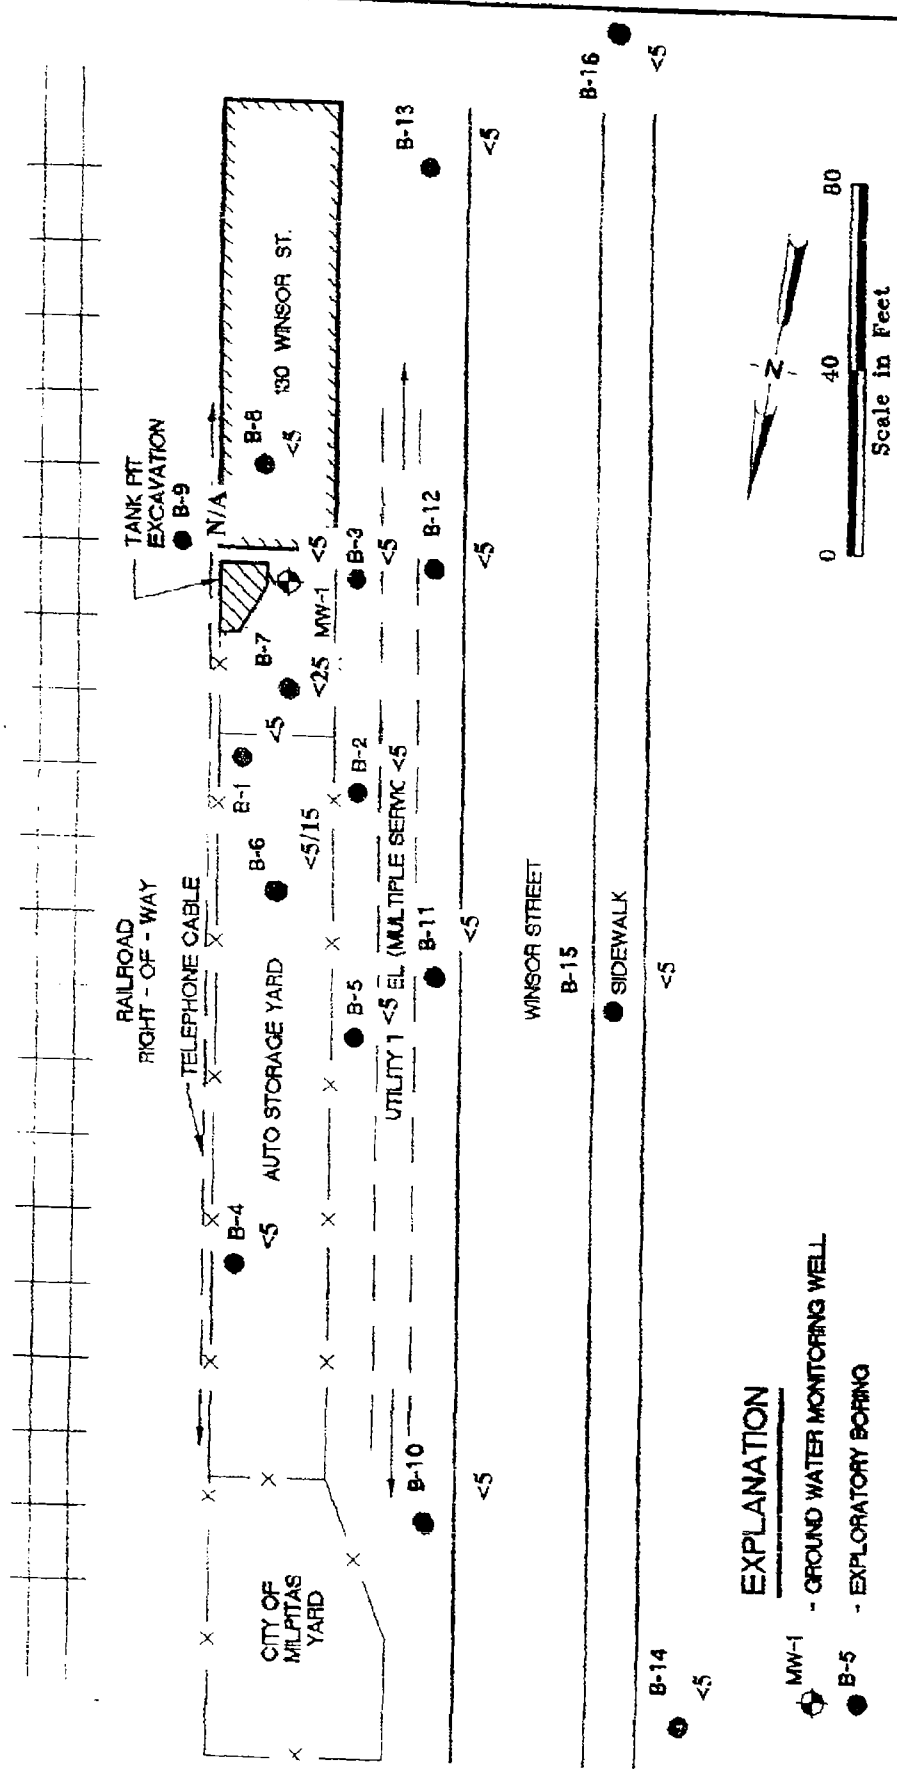 TANK PIT
EXCAVATION
B-9
N/A
B-8
<5
130 WINSOR ST.
B-13
<5
B-16
<5
B-7
<25
MW-1
<5
B-3
<5
B-12
<5
RAILROAD
RIGHT - OF - WAY
TELEPHONE CABLE
B-1
<5
B-6
<5/15
B-2
<5
AUTO STORAGE YARD
B-5
<5
UTILITY T EL (MULTIPLE SERVIC
B-11
<5
WINSOR STREET
B-15
SIDEWALK
<5
B-4
<5
B-10
<5
CITY OF
MILPITAS
YARD
B-14
<5
N
0 40 80
Scale in Feet
EXPLANATION
MW-1 - GROUND WATER MONITORING WELL
B-5 - EXPLORATORY BORING